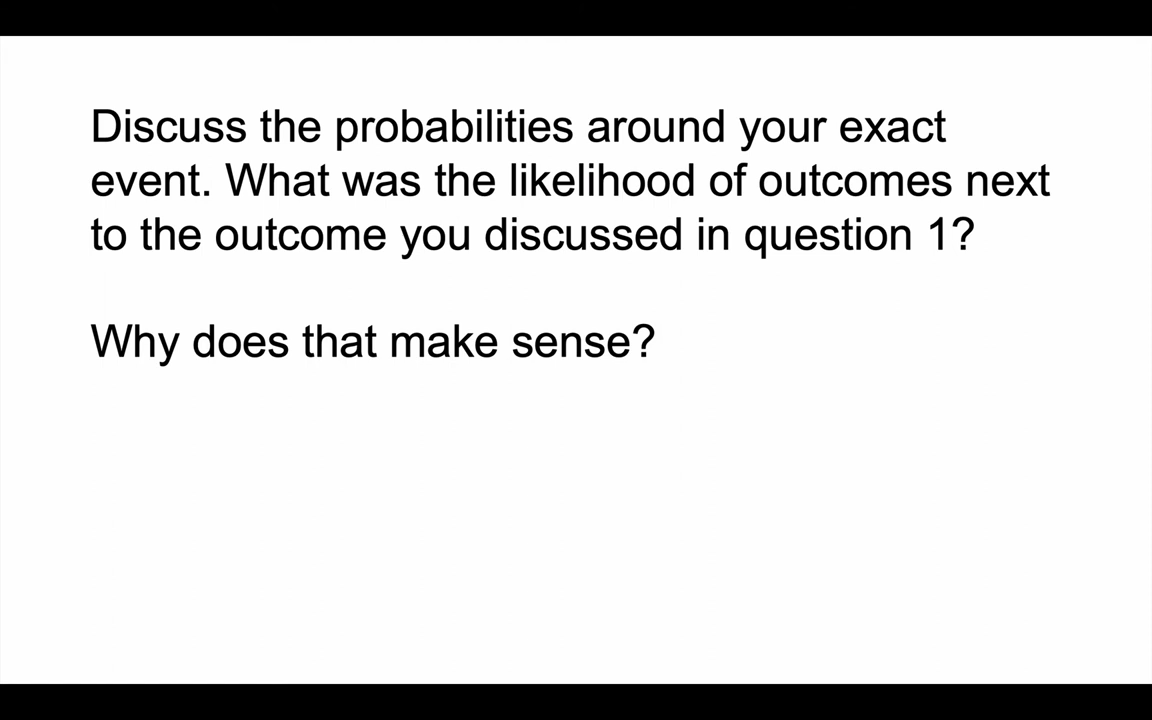 Discuss the probabilities around your exact
event. What was the likelihood of outcomes next
to the outcome you discussed in question 1?
Why does that make sense?